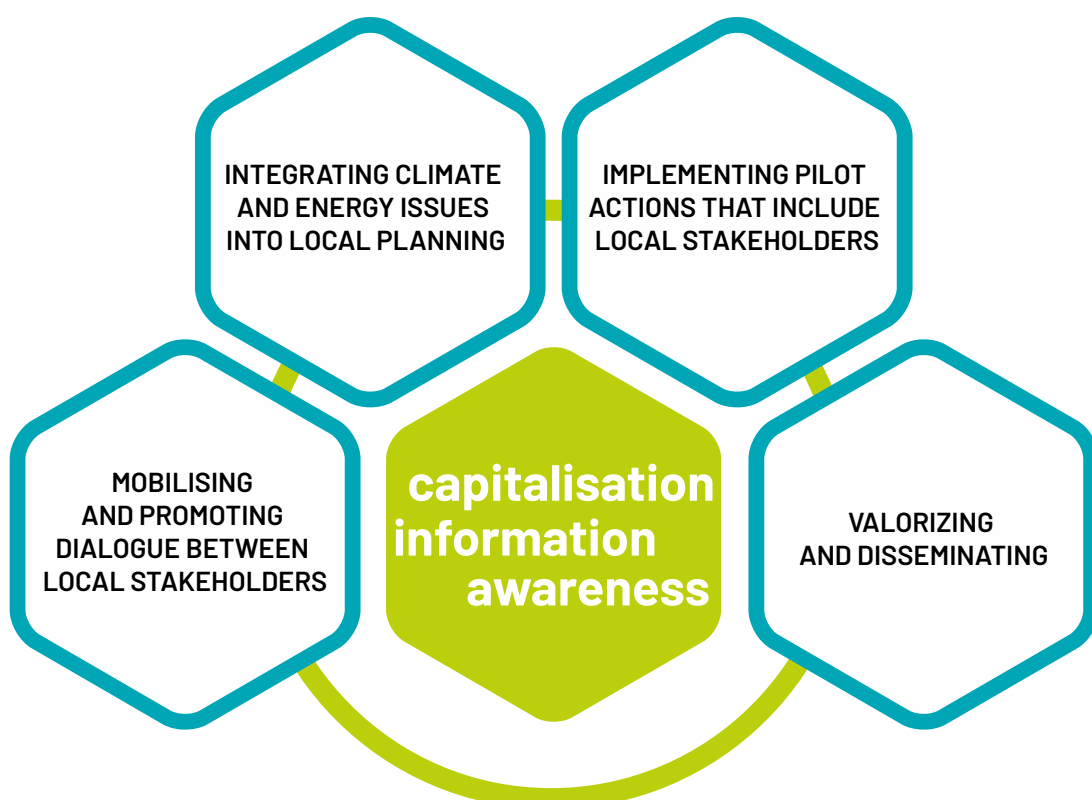 INTEGRATING CLIMATE
AND ENERGY ISSUES
INTO LOCAL PLANNING
IMPLEMENTING PILOT
ACTIONS THAT INCLUDE
LOCAL STAKEHOLDERS
MOBILISING
AND PROMOTING
DIALOGUE BETWEEN
LOCAL STAKEHOLDERS
capitalisation
information
awareness
VALORIZING
AND DISSEMINATING